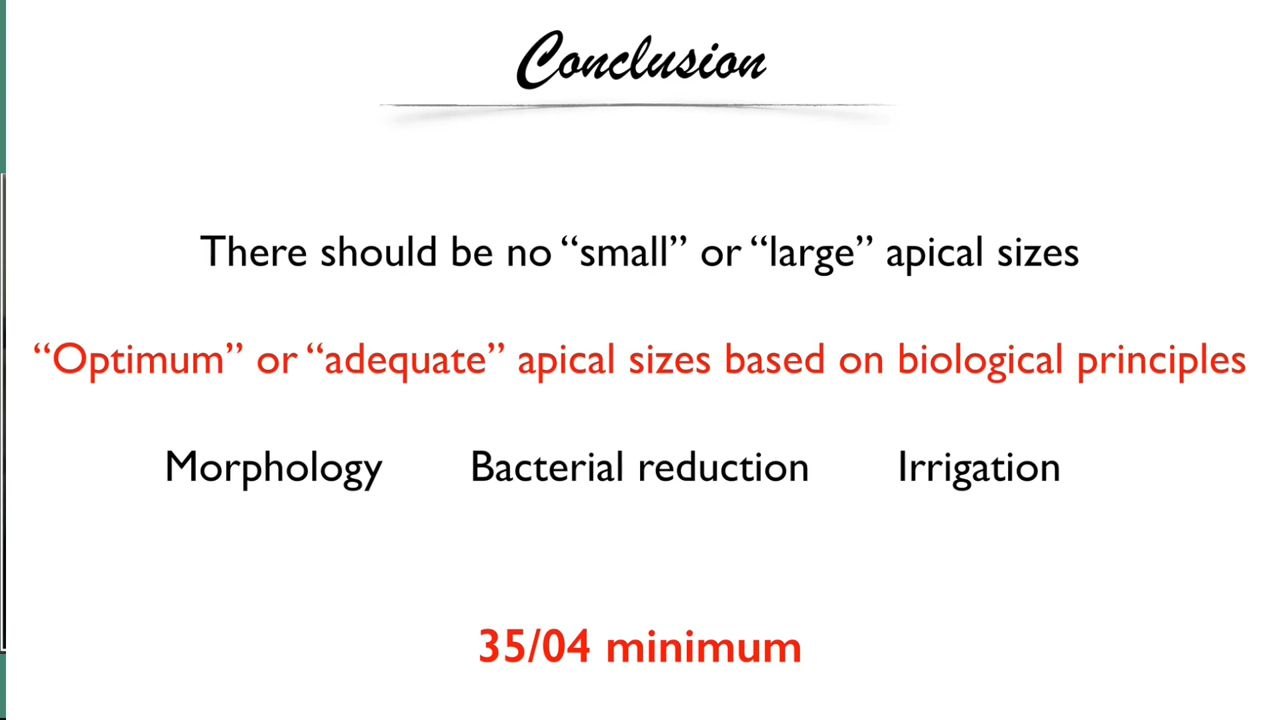 Conclusion
There should be no “small” or “large” apical sizes
“Optimum” or “adequate” apical sizes based on biological principles
Morphology Bacterial reduction Irrigation
35/04 minimum